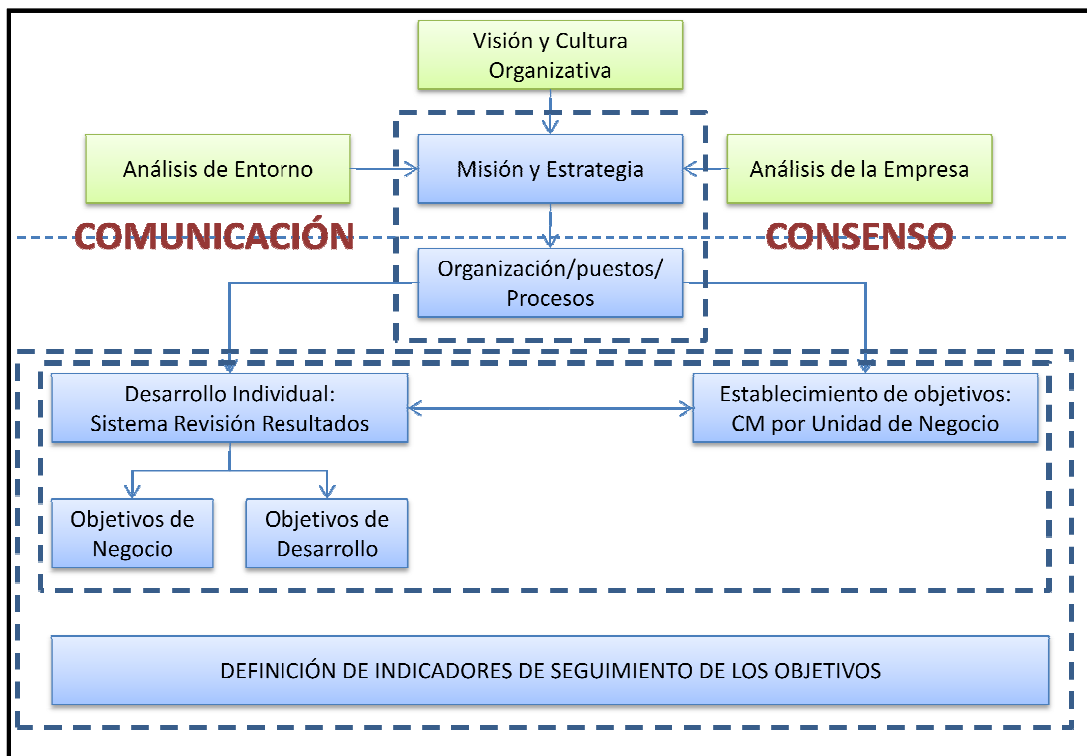 Visión y Cultura
Organizativa
Análisis de Entorno
Misión y Estrategia
Análisis de la Empresa
COMUNICACIÓN
CONSENSO
Organización/puestos/
Procesos
Desarrollo Individual:
Sistema Revisión Resultados
Establecimiento de objetivos:
CM por Unidad de Negocio
Objetivos de
Negocio
Objetivos de
Desarrollo
DEFINICIÓN DE INDICADORES DE SEGUIMIENTO DE LOS OBJETIVOS